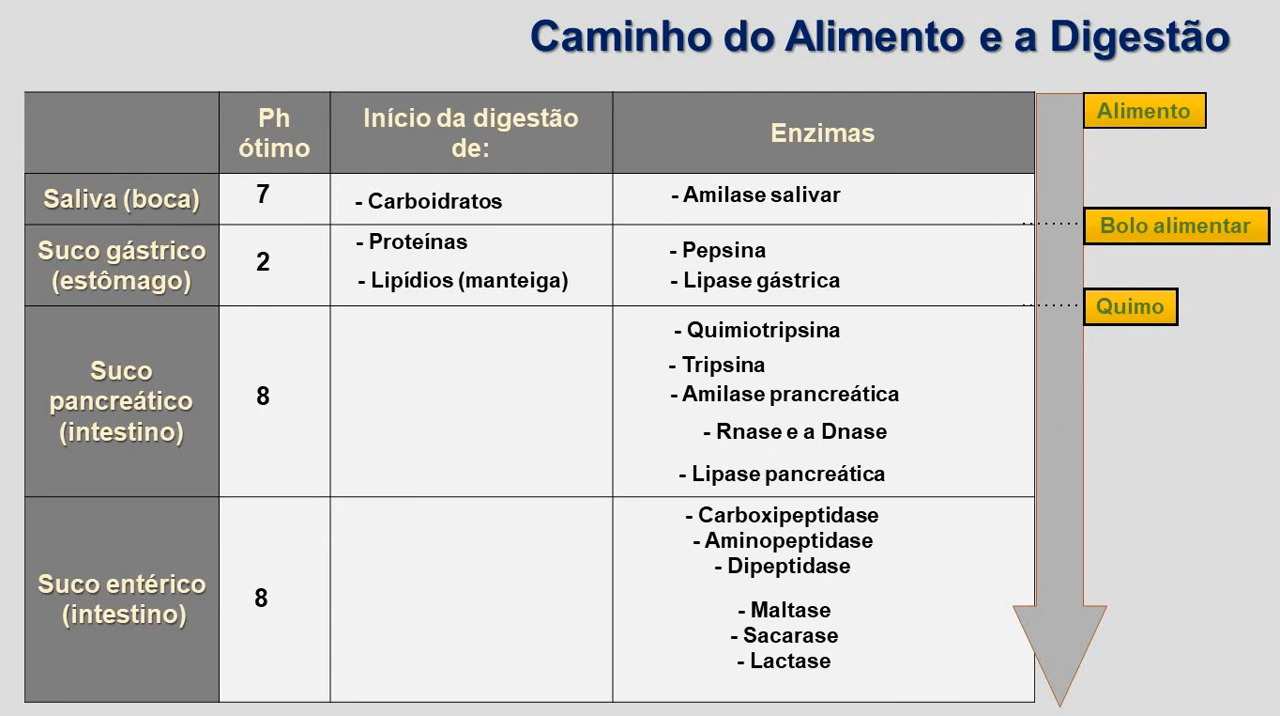 Caminho do Alimento e a Digestão
Ph
ótimo
Início da digestão
de:
Enzimas
Alimento
Saliva (boca)
7
- Carboidratos
- Amilase salivar
Bolo alimentar
Suco gástrico
(estômago)
2
- Proteínas
- Lipídios (manteiga)
- Pepsina
- Lipase gástrica
Quimo
Suco
pancreático
(intestino)
8
- Quimiotripsina
- Tripsina
- Amilase prancreática
- Rnase e a Dnase
- Lipase pancreática
Suco entérico
(intestino)
8
- Carboxipeptidase
- Aminopeptidase
- Dipeptidase
- Maltase
- Sacarase
- Lactase